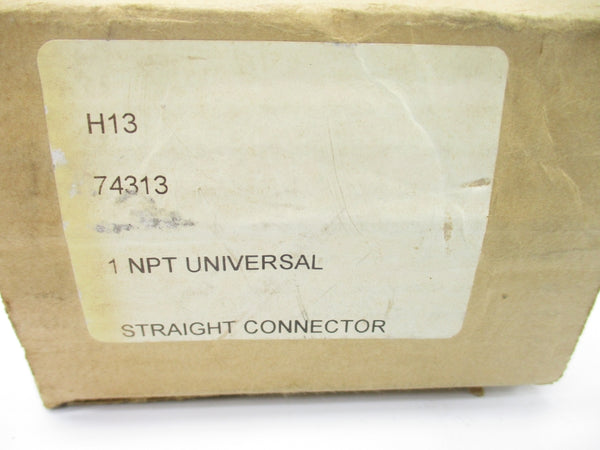 H13
74313
1 NPT UNIVERSAL
STRAIGHT CONNECTOR